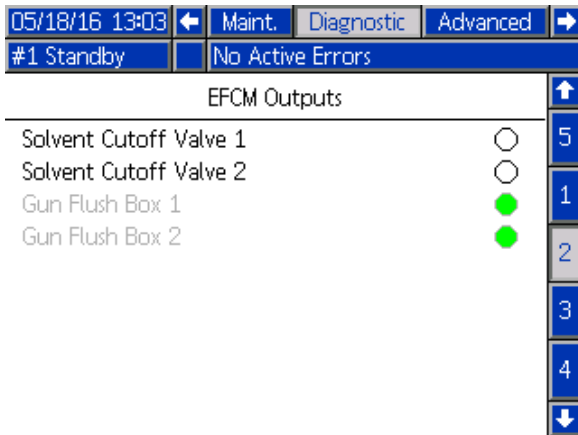 05/18/16 13:03 Maint. Diagnostic Advanced
#1 Standby No Active Errors
EFCM Outputs
Solvent Cutoff Valve 1
Solvent Cutoff Valve 2
Gun Flush Box 1
Gun Flush Box 2
5
1
2
3
4